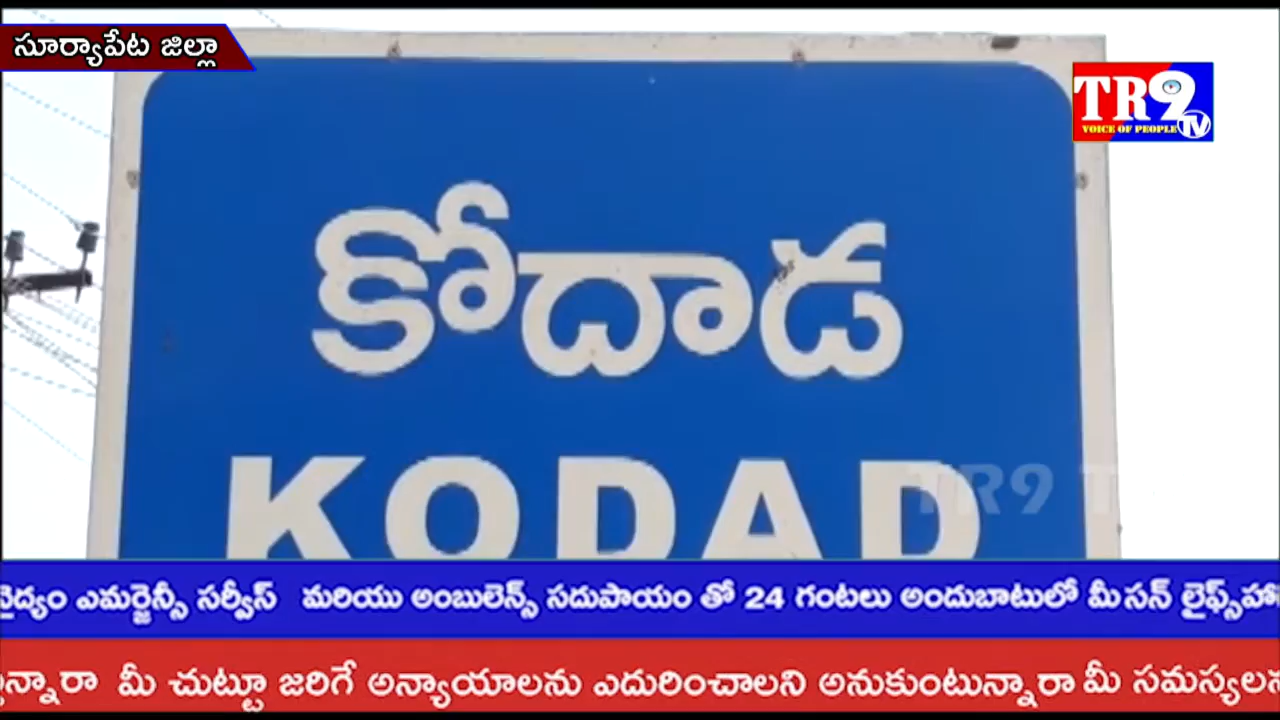 సూర్యాపేట జిల్లా
TR9
VOICE OF PEOPLE TV
కోదాడ
KODAD
TR9 T
వైద్యం ఎమర్జెన్సీ సర్వీస్ మరియు అంబులెన్స్ సదుపాయం తో 24 గంటలు అందుబాటులో మీ సన్ లైఫ్స్
మీ చుట్టూ జరిగే అన్యాయాలను ఎదురించాలని అనుకుంటున్నారా మీ